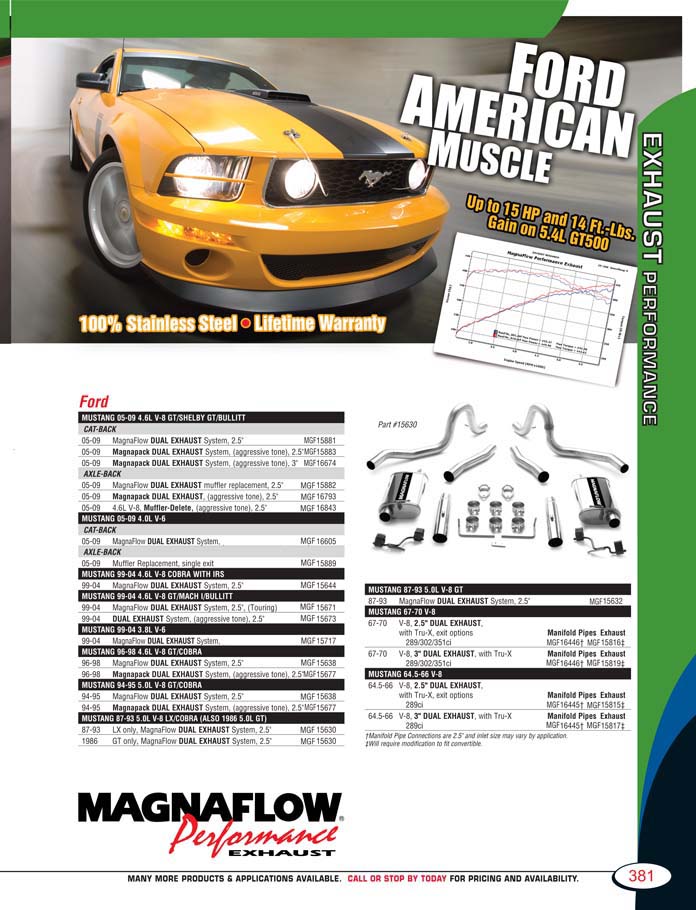 FORD
AMERICAN
MUSCLE
Up to 15 HP and 14 Ft.-Lbs.
Gain on 5.4L GT500
Magnaflow Performance Exhaust
100% Stainless Steel • Lifetime Warranty
EXHAUST PERFORMANCE
Ford
MUSTANG 05-09 4.6L V-8 GT/SHELBY GT/BULLITT
CAT-BACK
05-09 MagnaFlow DUAL EXHAUST System, 2.5" MGF15881
05-09 Magnapack DUAL EXHAUST System, (aggressive tone), 2.5" MGF15883
05-09 Magnapack DUAL EXHAUST System, (aggressive tone), 3" MGF16674
AXLE-BACK
05-09 MagnaFlow DUAL EXHAUST muffler replacement, 2.5" MGF15882
05-09 Magnapack DUAL EXHAUST, (aggressive tone), 2.5" MGF16793
05-09 4.6L V-8, Muffler-Delete, (aggressive tone), 2.5" MGF16843
MUSTANG 05-09 4.0L V-6
CAT-BACK
05-09 MagnaFlow DUAL EXHAUST System, MGF16605
AXLE-BACK
05-09 Muffler Replacement, single exit MGF15889
MUSTANG 99-04 4.6L V-8 COBRA WITH IRS
99-04 MagnaFlow DUAL EXHAUST System, 2.5" MGF15644
MUSTANG 99-04 4.6L V-8 GT/MACH I/BULLITT
99-04 MagnaFlow DUAL EXHAUST System, 2.5", (Touring) MGF15671
99-04 DUAL EXHAUST System, (aggressive tone), 2.5" MGF15673
MUSTANG 99-04 3.8L V-6
99-04 MagnaFlow DUAL EXHAUST System, MGF15717
MUSTANG 96-98 4.6L V-8 GT/COBRA
96-98 MagnaFlow DUAL EXHAUST System, 2.5" MGF15638
96-98 Magnapack DUAL EXHAUST System, (aggressive tone), 2.5" MGF15677
MUSTANG 94-95 5.0L V-8 GT/COBRA
94-95 MagnaFlow DUAL EXHAUST System, 2.5" MGF15638
94-95 Magnapack DUAL EXHAUST System, (aggressive tone), 2.5" MGF15677
MUSTANG 87-93 5.0L V-8 LX/COBRA (ALSO 1986 5.0L GT)
87-93 LX only, MagnaFlow DUAL EXHAUST System, 2.5" MGF15630
1986 GT only, MagnaFlow DUAL EXHAUST System, 2.5" MGF15630
Part #15630
MAGNAFLOW
MAGNAFLOW
MUSTANG 87-93 5.0L V-8 GT
87-93 MagnaFlow DUAL EXHAUST System, 2.5" MGF15632
MUSTANG 67-70 V-8
67-70 V-8, 2.5" DUAL EXHAUST,
with Tru-X, exit options Manifold Pipes Exhaust
289/302/351ci MGF16446† MGF15816‡
67-70 V-8, 3" DUAL EXHAUST, with Tru-X Manifold Pipes Exhaust
289/302/351ci MGF16446† MGF15819‡
MUSTANG 64.5-66 V-8
64.5-66 V-8, 2.5" DUAL EXHAUST,
with Tru-X, exit options Manifold Pipes Exhaust
289ci MGF16445† MGF15815‡
64.5-66 V-8, 3" DUAL EXHAUST, with Tru-X Manifold Pipes Exhaust
289ci MGF16445† MGF15817‡
†Manifold Pipe Connections are 2.5" and inlet size may vary by application.
‡Will require modification to fit convertible.
MAGNAFLOW®
Performance
EXHAUST
MANY MORE PRODUCTS & APPLICATIONS AVAILABLE. CALL OR STOP BY TODAY FOR PRICING AND AVAILABILITY.
381